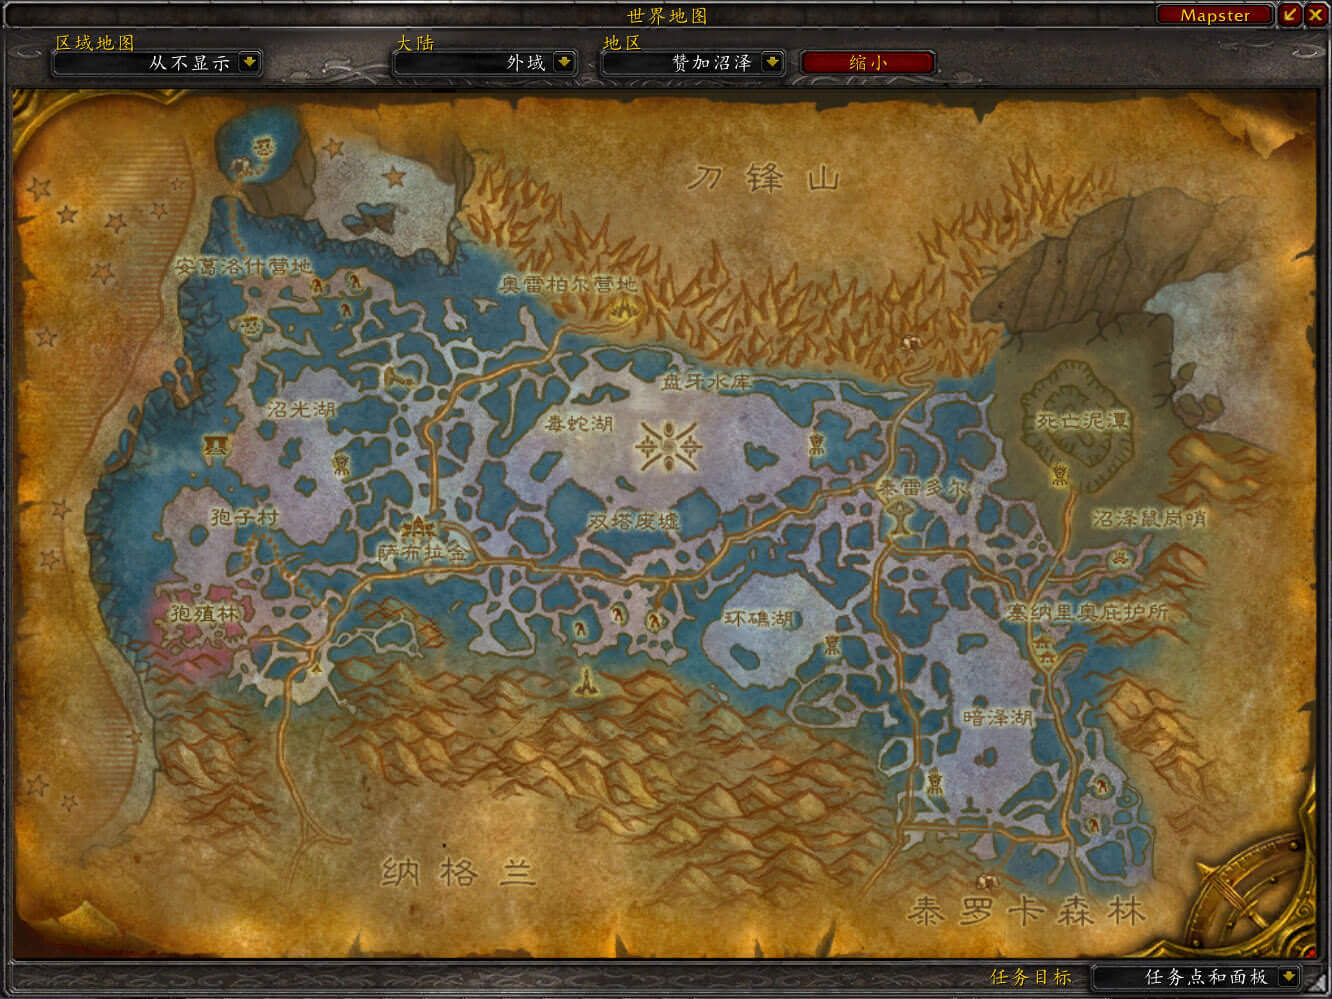 世界地图
Mapster
区域地图
大陆
地区
从不显示
外域
赞加沼泽
缩小
刀锋山
安葛洛什营地
奥雷柏尔营地
盘牙水库
沼光湖
毒蛇湖
死亡泥潭
泰雷多尔
孢子村
双塔废墟
沼泽鼠岗哨
萨布拉金
孢殖林
环礁湖
塞纳里奥庇护所
暗泽湖
纳格兰
泰罗卡森林
任务目标
任务点和面板